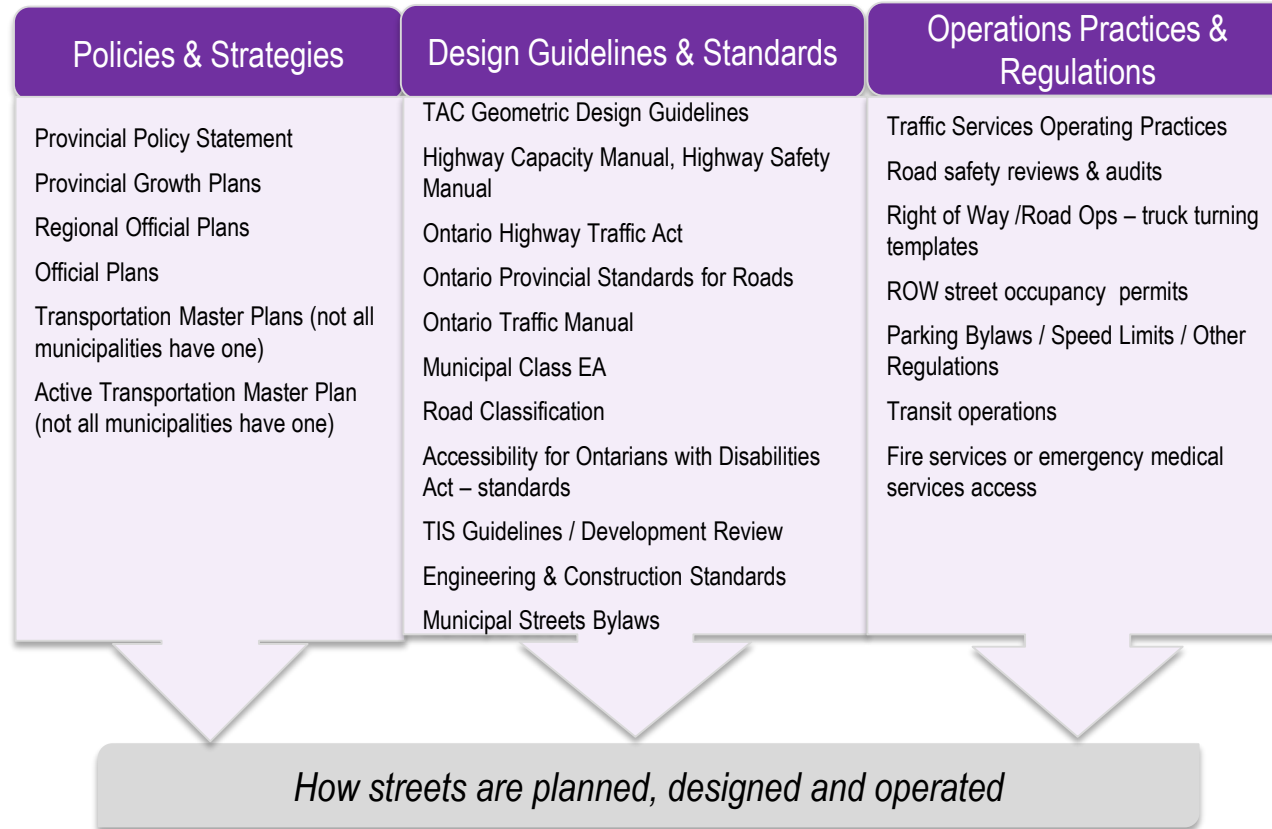 Policies & Strategies
Provincial Policy Statement
Provincial Growth Plans
Regional Official Plans
Official Plans
Transportation Master Plans (not all
municipalities have one)
Active Transportation Master Plan
(not all municipalities have one)
Design Guidelines & Standards
TAC Geometric Design Guidelines
Highway Capacity Manual, Highway Safety
Manual
Ontario Highway Traffic Act
Ontario Provincial Standards for Roads
Ontario Traffic Manual
Municipal Class EA
Road Classification
Accessibility for Ontarians with Disabilities
Act – standards
TIS Guidelines / Development Review
Engineering & Construction Standards
Municipal Streets Bylaws
Operations Practices &
Regulations
Traffic Services Operating Practices
Road safety reviews & audits
Right of Way /Road Ops – truck turning
templates
ROW street occupancy  permits
Parking Bylaws / Speed Limits / Other
Regulations
Transit operations
Fire services or emergency medical
services access
How streets are planned, designed and operated